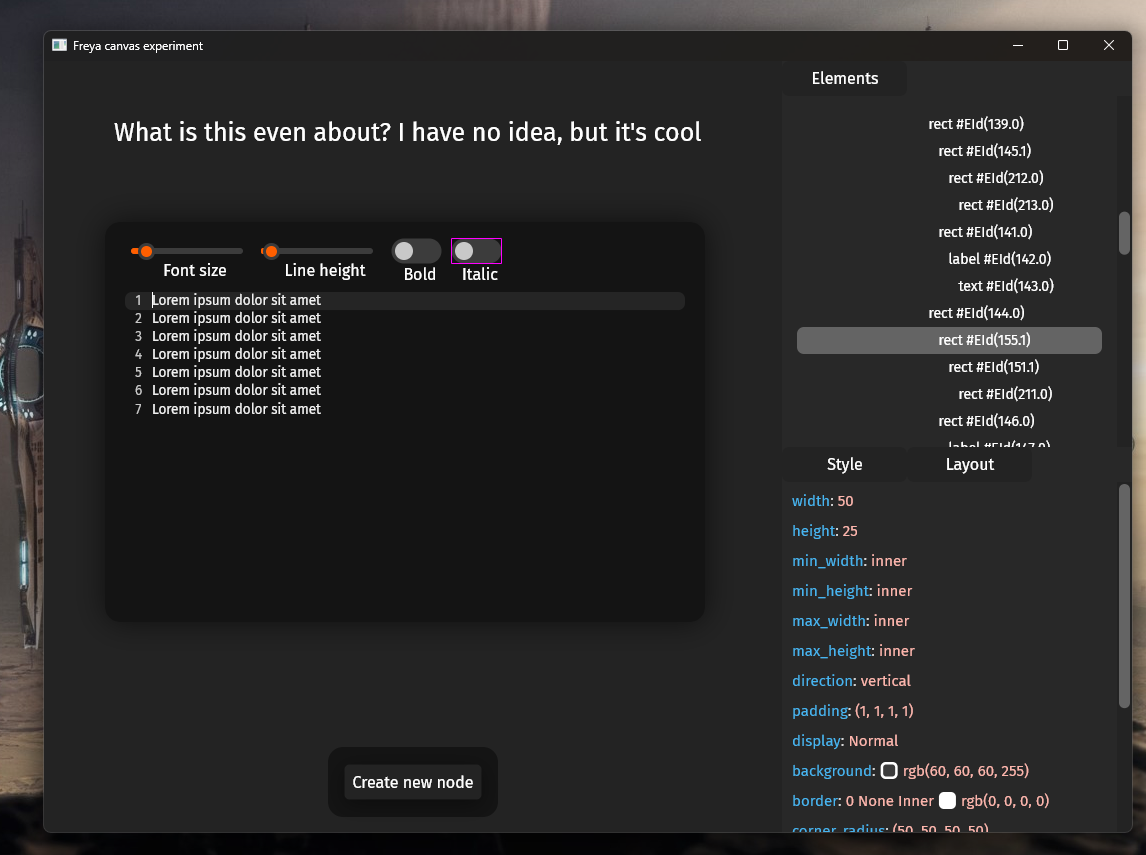 Freya canvas experiment
What is this even about? I have no idea, but it's cool
Font size
Line height
Bold
Italic
1 Lorem ipsum dolor sit amet
2 Lorem ipsum dolor sit amet
3 Lorem ipsum dolor sit amet
4 Lorem ipsum dolor sit amet
5 Lorem ipsum dolor sit amet
6 Lorem ipsum dolor sit amet
7 Lorem ipsum dolor sit amet
Create new node
Elements
rect #EId(139.0)
rect #EId(145.1)
rect #EId(212.0)
rect #EId(213.0)
rect #EId(141.0)
label #EId(142.0)
text #EId(143.0)
rect #EId(144.0)
rect #EId(155.1)
rect #EId(151.1)
rect #EId(211.0)
rect #EId(146.0)
label #EId(147.0)
Style
Layout
width: 50
height: 25
min_width: inner
min_height: inner
max_width: inner
max_height: inner
direction: vertical
padding: (1, 1, 1, 1)
display: Normal
background: rgb(60, 60, 60, 255)
border: 0 None Inner rgb(0, 0, 0, 0)
corner_radius: (50, 50, 50, 50)